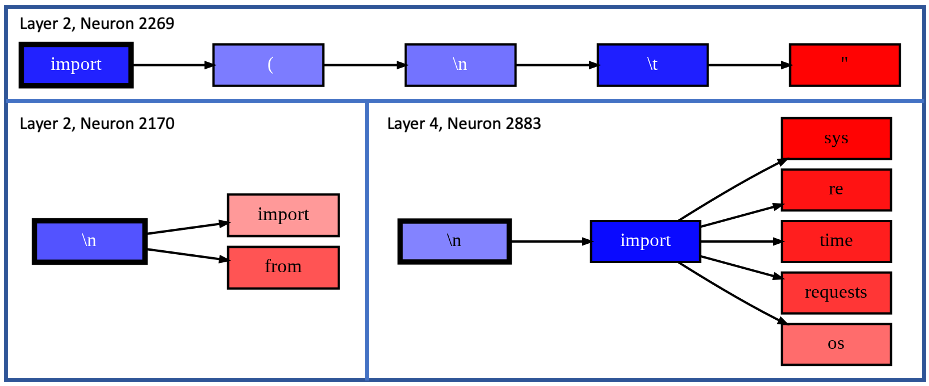 Layer 2, Neuron 2269
import
(
\n
\t
"
Layer 2, Neuron 2170
\n
import
from
Layer 4, Neuron 2883
\n
import
sys
re
time
requests
os